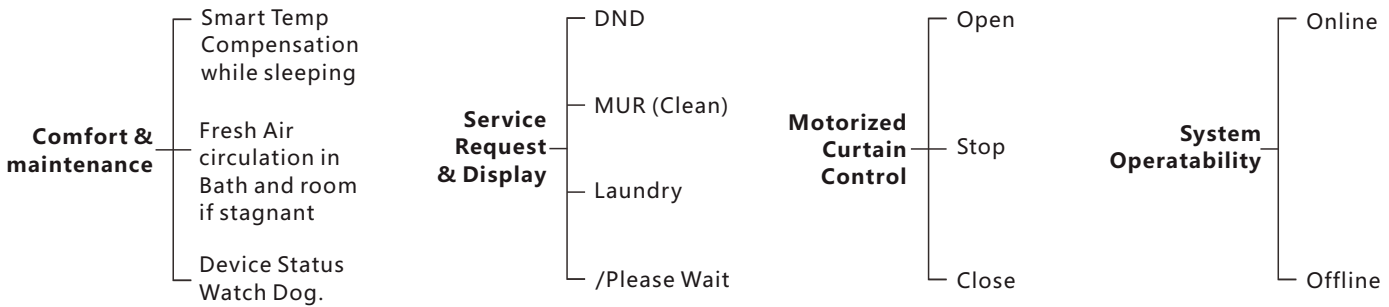 Comfort &
maintenance
Smart Temp
Compensation
while sleeping
Fresh Air
circulation in
Bath and room
if stagnant
Device Status
Watch Dog.
Service
Request
& Display
DND
MUR (Clean)
Laundry
/Please Wait
Motorized
Curtain
Control
Open
Stop
Close
System
Operatability
Online
Offline